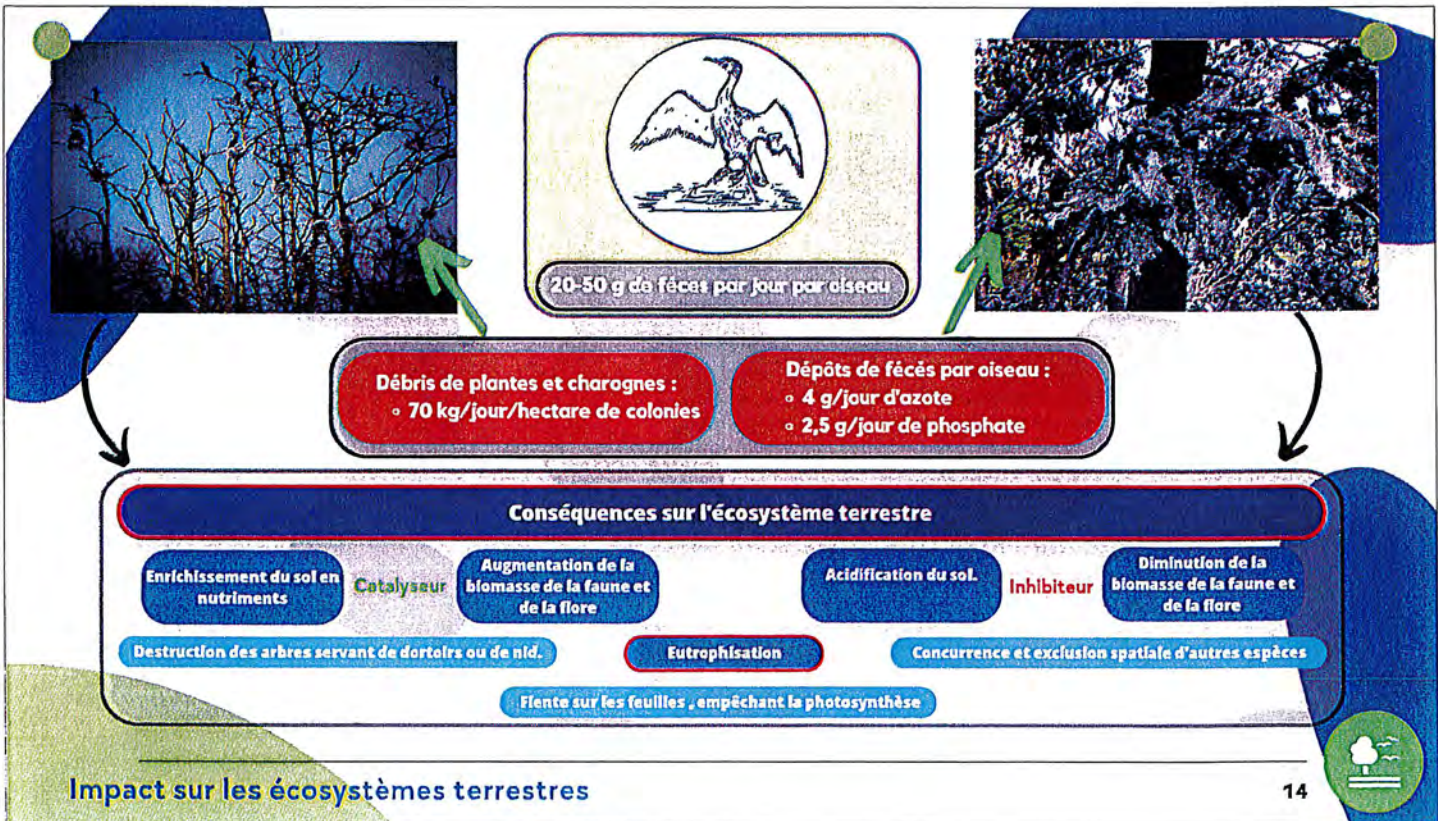 20-50 g de féces par jour par oiseau
Débris de plantes et charognes :
◦ 70 kg/jour/hectare de colonies
Dépôts de fécès par oiseau :
◦ 4 g/jour d'azote
◦ 2,5 g/jour de phosphate
Conséquences sur l'écosystème terrestre
Enrichissement du sol en
nutriments
Catalyseur
Augmentation de la
biomasse de la faune et
de la flore
Acidification du sol.
Inhibiteur
Diminution de la
biomasse de la faune et
de la flore
Destruction des arbres servant de dortoirs ou de nid.
Eutrophisation
Concurrence et exclusion spatiale d'autres espèces
Fiente sur les feuilles , empêchant la photosynthèse
Impact sur les écosystèmes terrestres
14